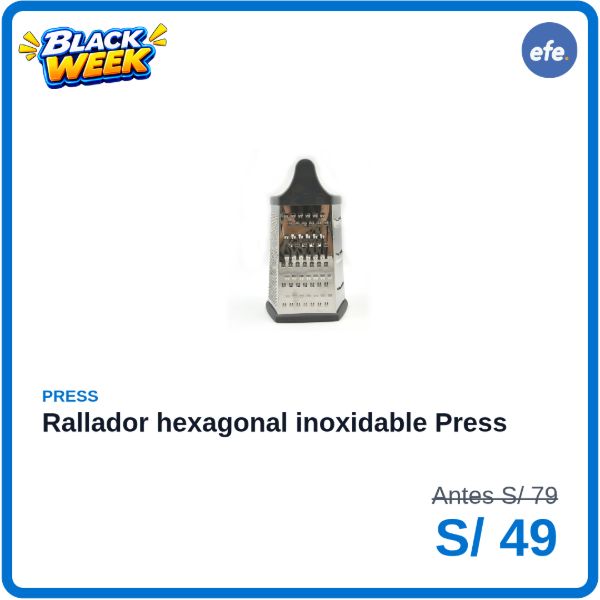 BLACK
WEEK
efe.
PRESS
Rallador hexagonal inoxidable Press
Antes S/ 79
S/ 49